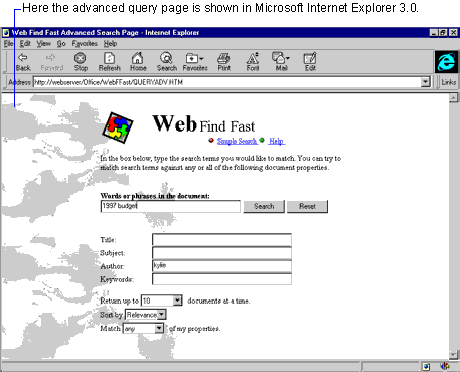 Here the advanced query page is shown in Microsoft Internet Explorer 3.0.
Web Find Fast Advanced Search Page - Internet Explorer
File Edit View Go Favorites Help
Back Forward Stop Refresh Home Search Favorites Print Font Mail Edit
Address http://webserver/Office/WebFFast/QUERYADV.HTM Links
Web Find Fast
Simple Search Help
In the box below, type the search terms you would like to match. You can try to
match search terms against any or all of the following document properties.
Words or phrases in the document:
1997 budget Search Reset
Title:
Subject:
Author: kylie
Keywords:
Return up to 10 documents at a time.
Sort by Relevance
Match any of my properties.